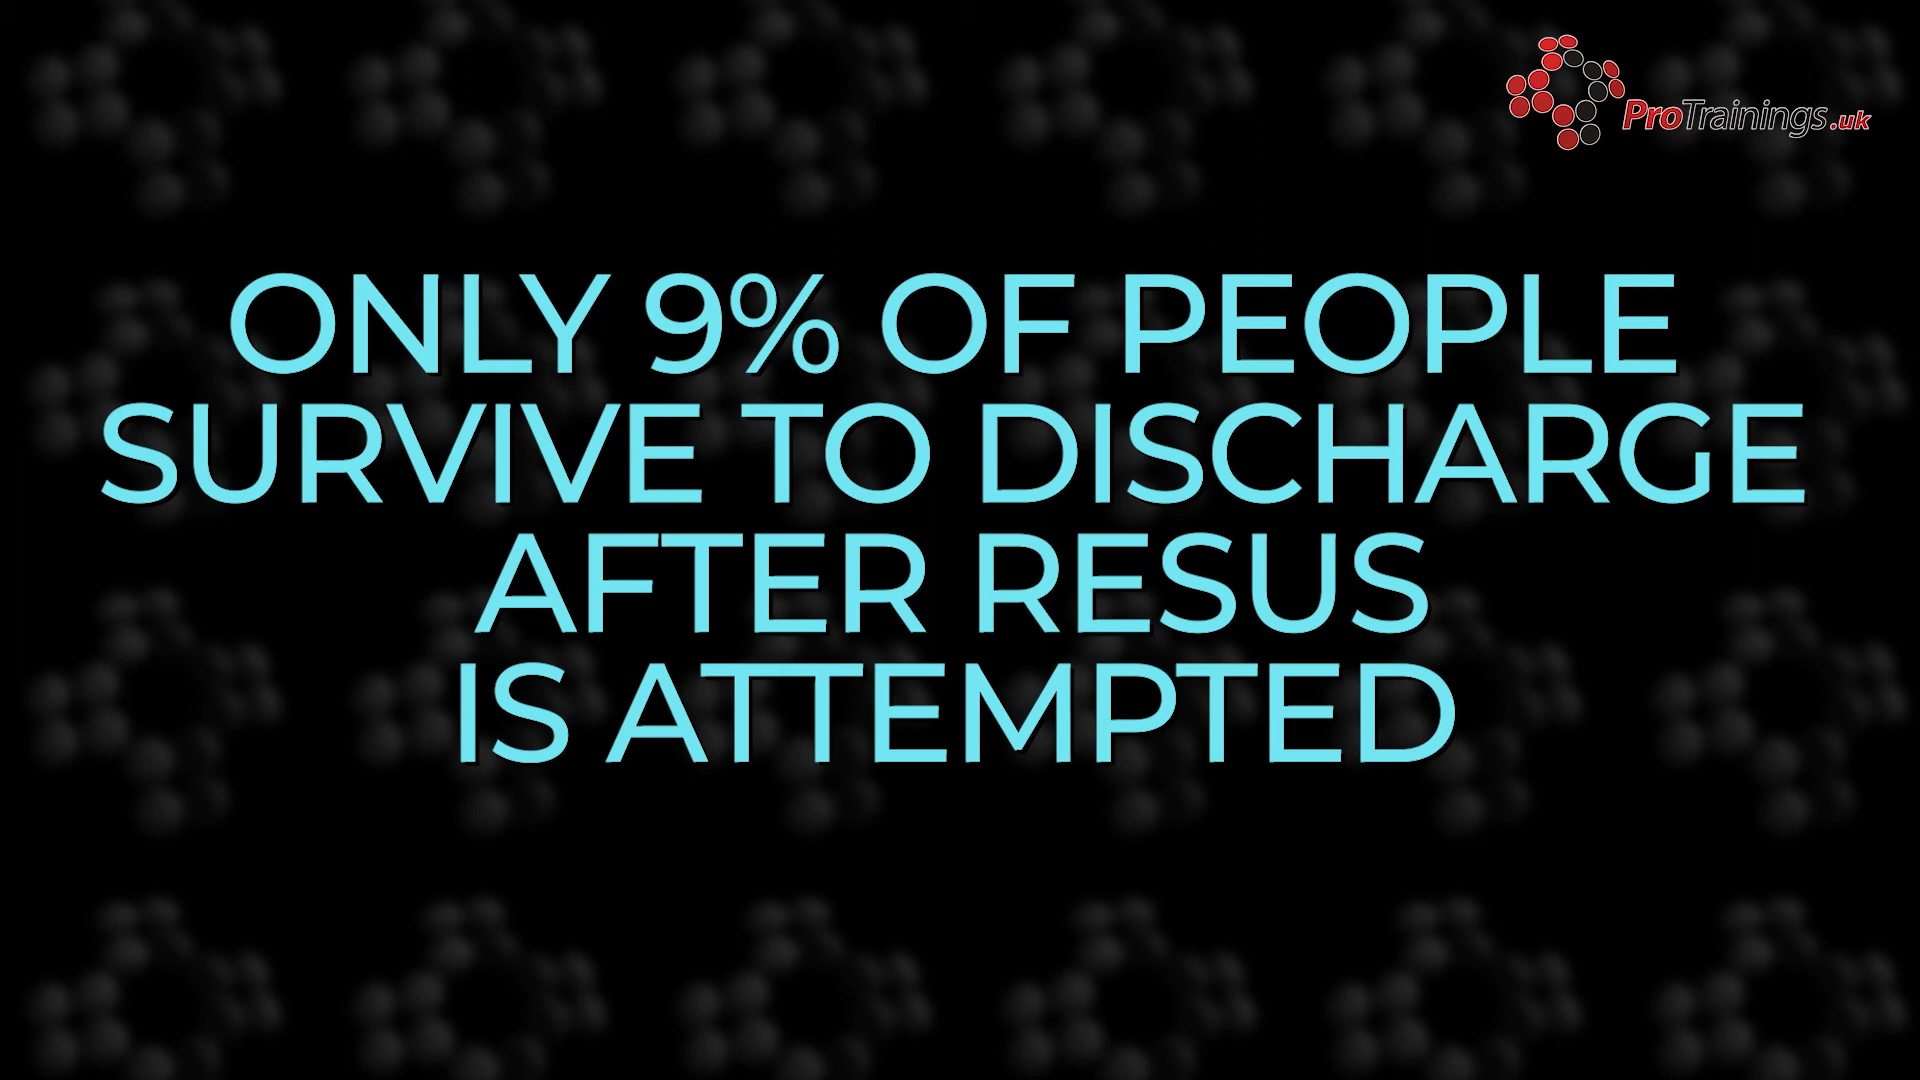 ProTrainings.uk
ONLY 9% OF PEOPLE
SURVIVE TO DISCHARGE
AFTER RESUS
IS ATTEMPTED